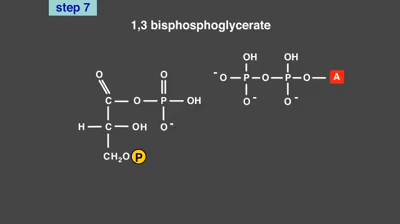 step 7
1,3 bisphosphoglycerate
OH OH
O O
- O P O P O A
C O P OH
O - O -
H C OH O -
CH2O P